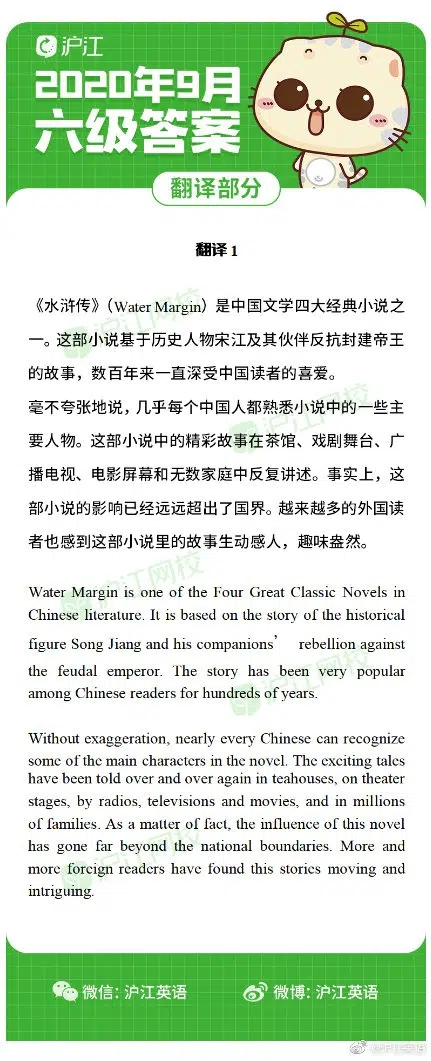 沪江
2020年9月
六级答案
翻译部分
翻译 1
《水浒传》（Water Margin）是中国文学四大经典小说之
一。这部小说基于历史人物宋江及其伙伴反抗封建帝王
的故事，数百年来一直深受中国读者的喜爱。
毫不夸张地说，几乎每个中国人都熟悉小说中的一些主
要人物。这部小说中的精彩故事在茶馆、戏剧舞台、广
播电视、电影屏幕和无数家庭中反复讲述。事实上，这
部小说的影响已经远远超出了国界。越来越多的外国读
者也感到这部小说里的故事生动感人，趣味盎然。
Water Margin is one of the Four Great Classic Novels in
Chinese literature. It is based on the story of the historical
figure Song Jiang and his companions’ rebellion against
the feudal emperor. The story has been very popular
among Chinese readers for hundreds of years.
Without exaggeration, nearly every Chinese can recognize
some of the main characters in the novel. The exciting tales
have been told over and over again in teahouses, on theater
stages, by radios, televisions and movies, and in millions
of families. As a matter of fact, the influence of this novel
has gone far beyond the national boundaries. More and
more foreign readers have found this stories moving and
intriguing.
沪江网校
沪江网校
沪江网校
沪江网校
沪江网校
微信：沪江英语
微博：沪江英语
@沪江英语